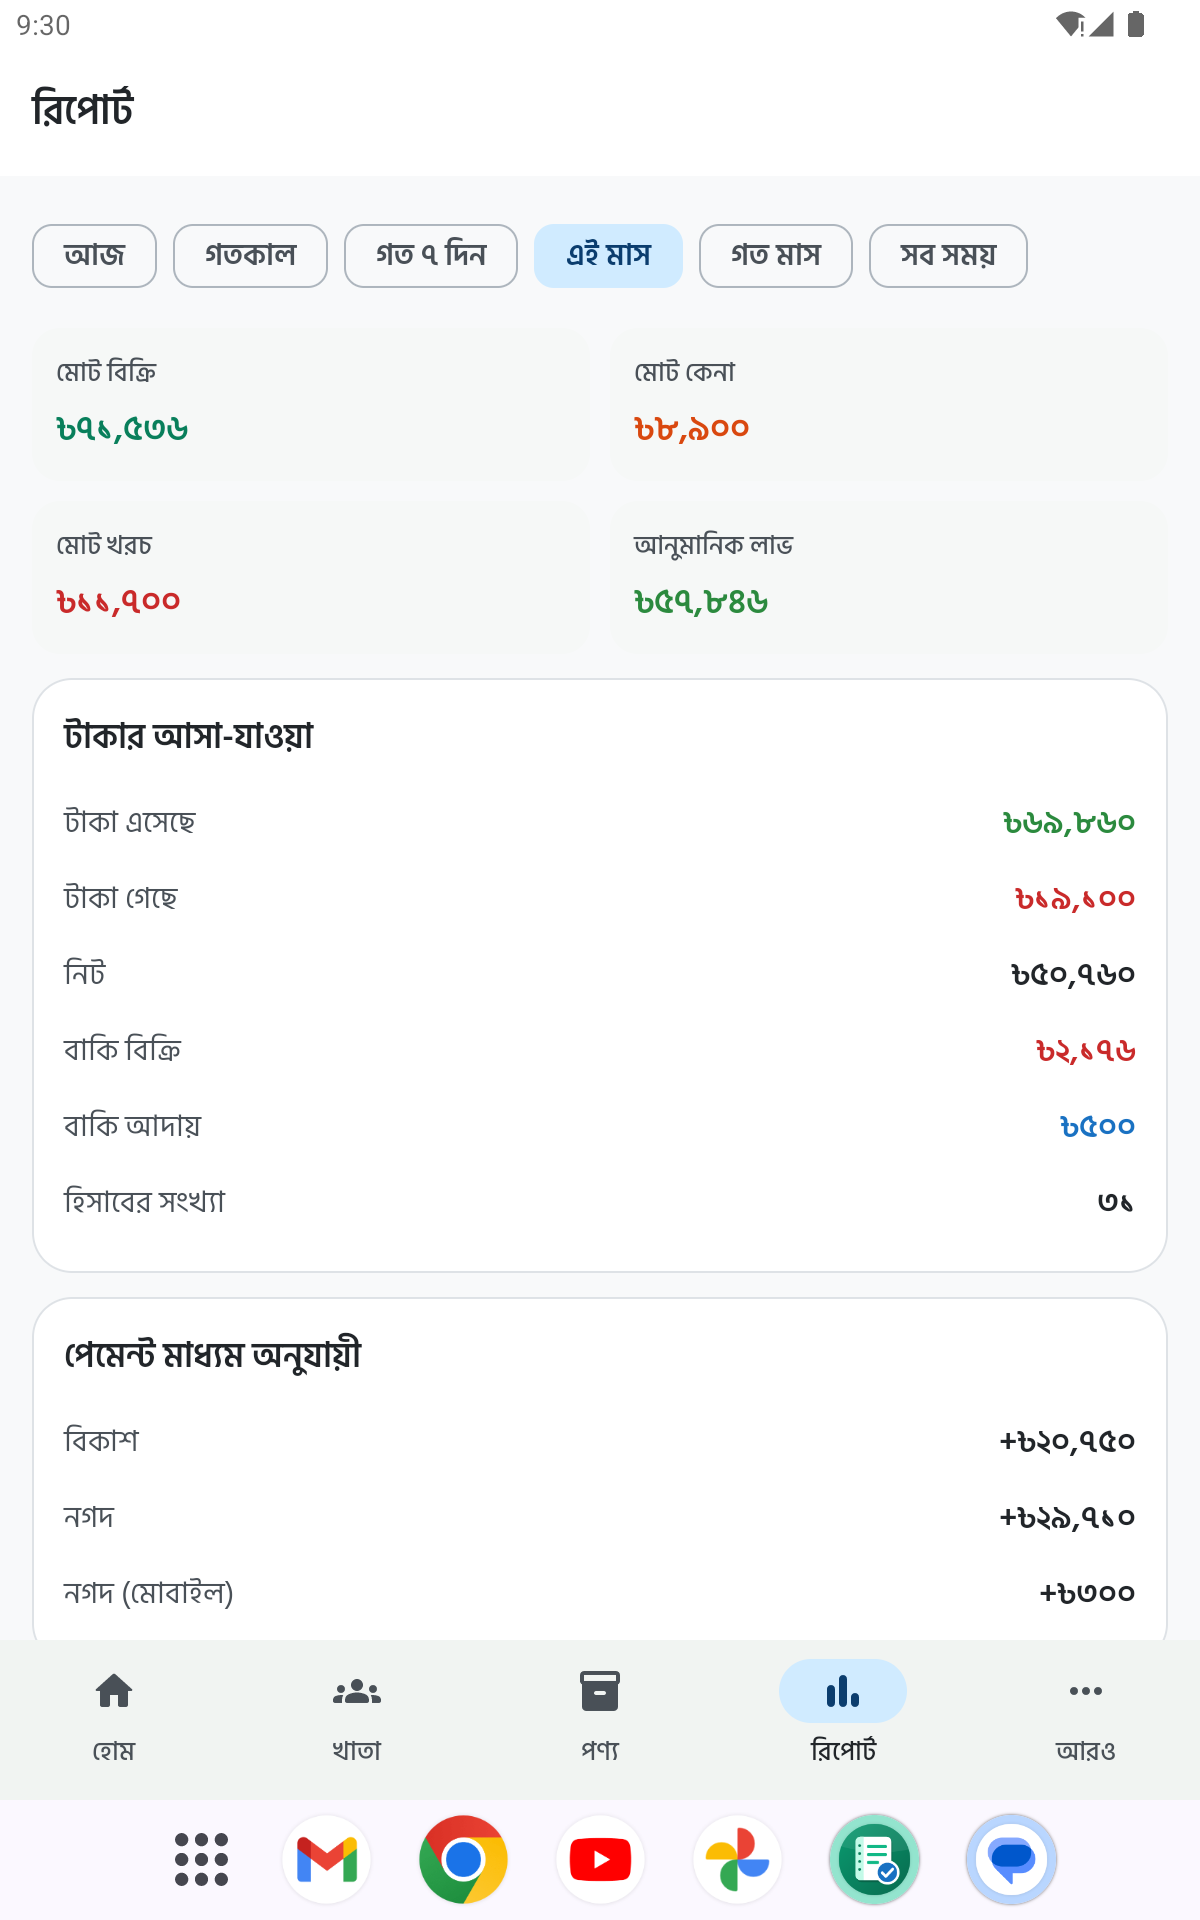 9:30
রিপোর্ট
আজ গতকাল গত ৭ দিন এই মাস গত মাস সব সময়
মোট বিক্রি
৳৭১,৫৩৬
মোট কেনা
৳৮,৯০০
মোট খরচ
৳১১,৭০০
আনুমানিক লাভ
৳৫৭,৮৪৬
টাকার আসা-যাওয়া
টাকা এসেছে ৳৬৯,৮৬০
টাকা গেছে ৳১৯,১০০
নিট ৳৫০,৭৬০
বাকি বিক্রি ৳২,১৭৬
বাকি আদায় ৳৫০০
হিসাবের সংখ্যা ৩১
পেমেন্ট মাধ্যম অনুযায়ী
বিকাশ +৳২০,৭৫০
নগদ +৳২৯,৭১০
নগদ (মোবাইল) +৳৩০০
হোম খাতা পণ্য রিপোর্ট আরও